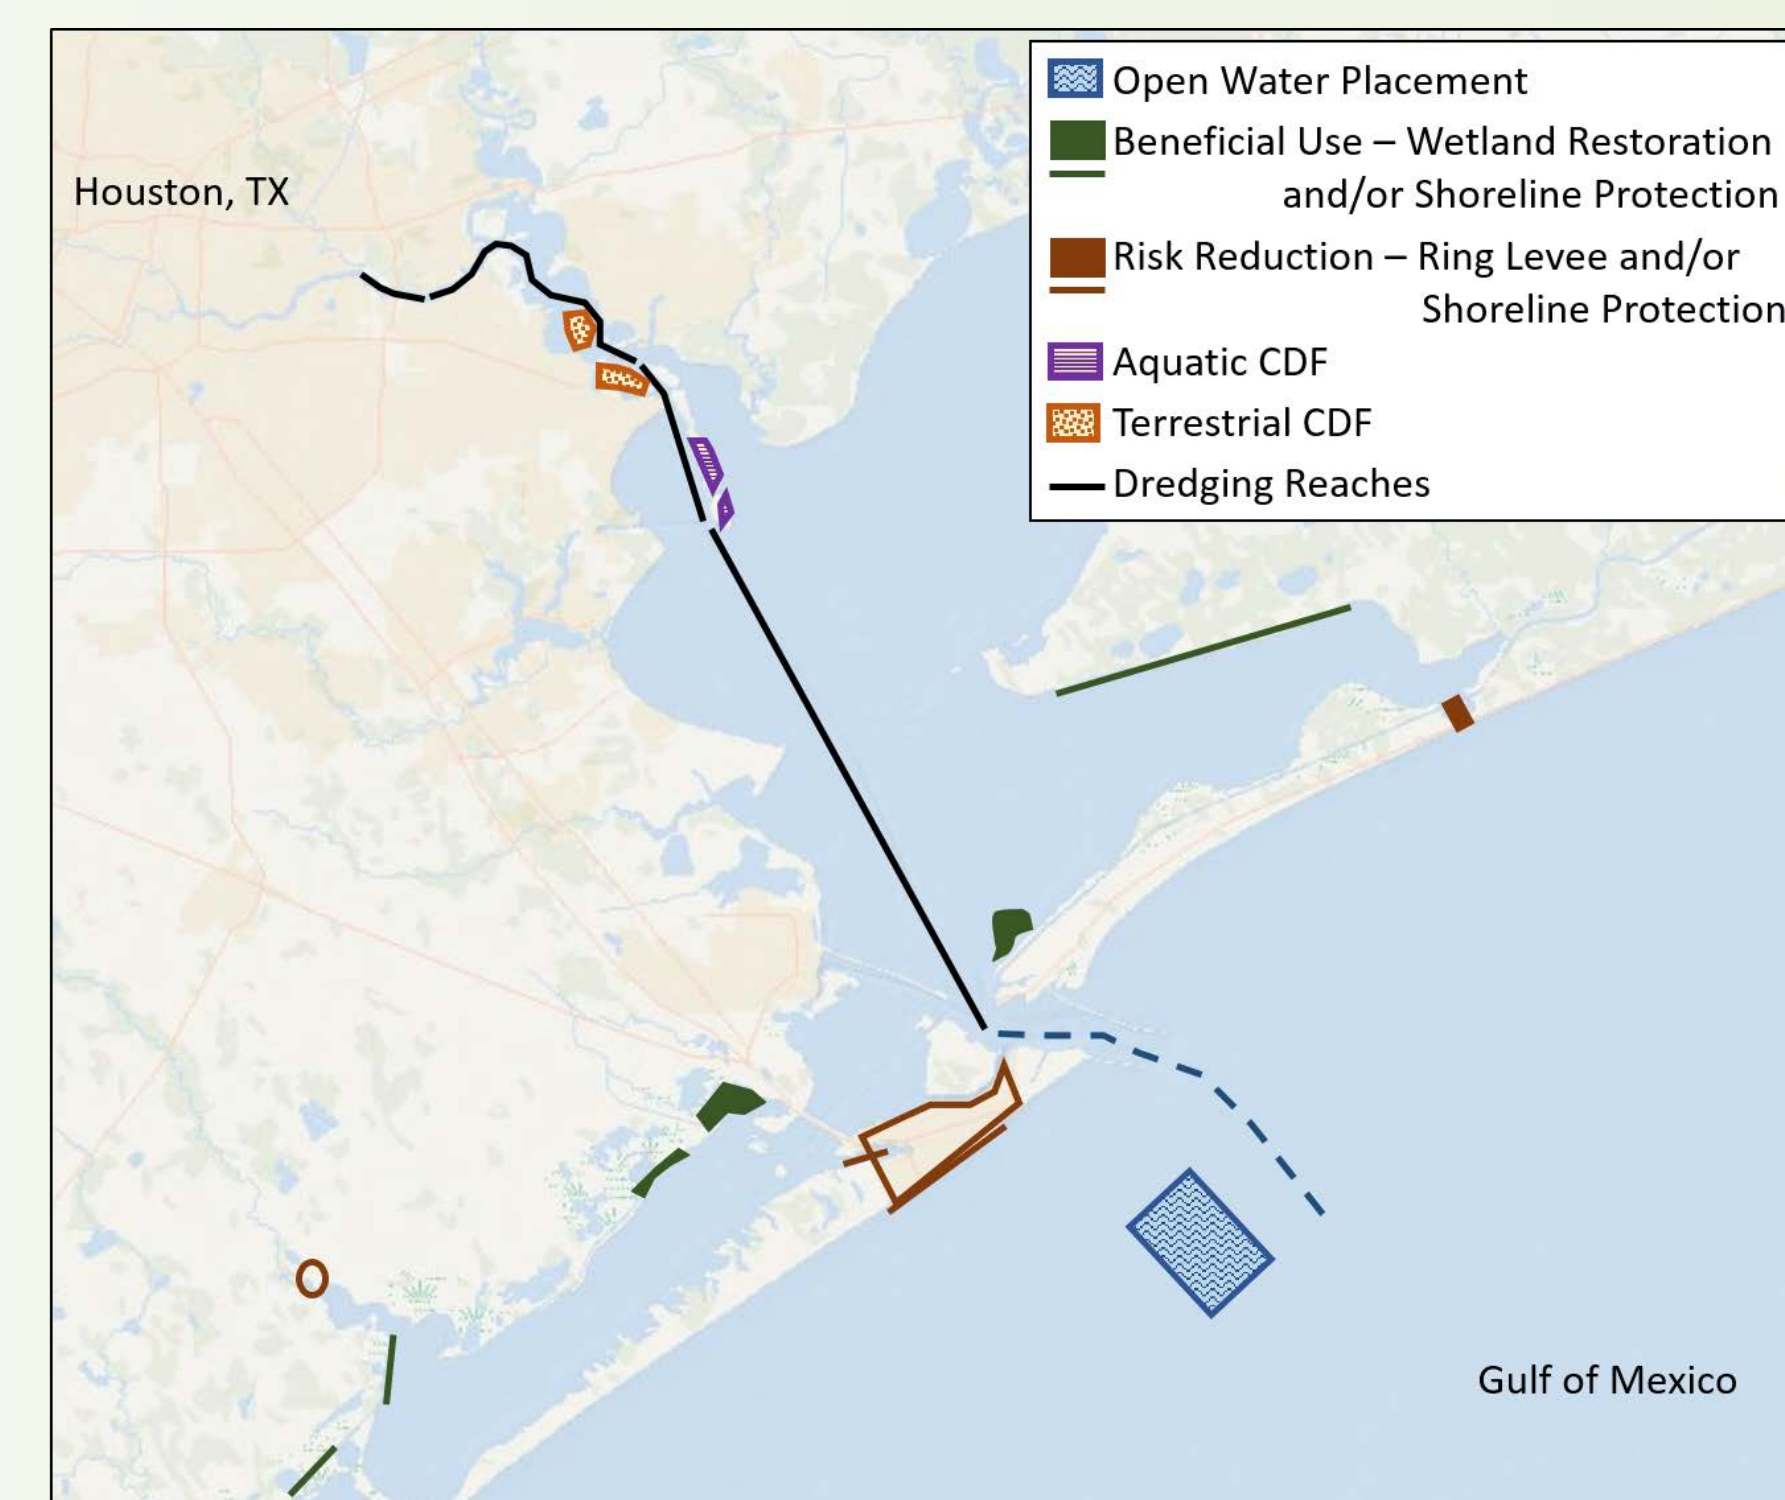 Houston, TX
Open Water Placement
Beneficial Use – Wetland Restoration
and/or Shoreline Protection
Risk Reduction – Ring Levee and/or
Shoreline Protection
Aquatic CDF
Terrestrial CDF
Dredging Reaches
Gulf of Mexico